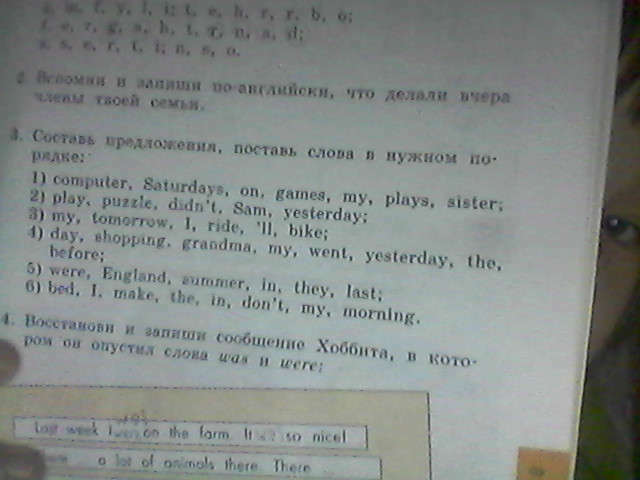 f, y, l, i; t, e, h, r, r, b, o;
f, e, r, g, a, h, t, r, n, a, d;
s, s, e, r, t, i; n, s, o.
2. Вспомни и запиши по-английски, что делали вчера
члены твоей семьи.
3. Составь предложения, поставь слова в нужном по-
рядке:
1) computer, Saturdays, on, games, my, plays, sister;
2) play, puzzle, didn't, Sam, yesterday;
3) my, tomorrow, I, ride, 'll, bike;
4) day, shopping, grandma, my, went, yesterday, the,
before;
5) were, England, summer, in, they, last;
6) bed, I, make, the, in, don't, my, morning.
4. Восстанови и запиши сообщение Хоббита, в кото-
ром он опустил слова was и were:
Last week I was on the farm. It so nice!
a lot of animals there. There